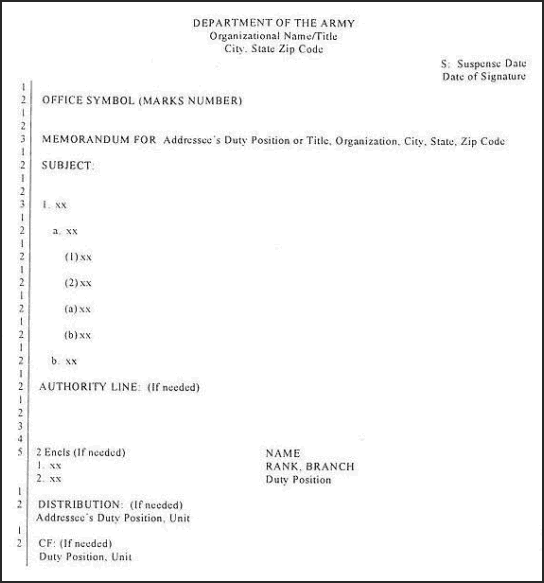 DEPARTMENT OF THE ARMY
Organizational Name/Title
City, State Zip Code
S: Suspense Date
Date of Signature
1
2 OFFICE SYMBOL (MARKS NUMBER)
1
2
3 MEMORANDUM FOR Addressee's Duty Position or Title, Organization, City, State, Zip Code
1
2 SUBJECT:
1
2
3 1. xx
1
2 a. xx
1
2 (1) xx
1
2 (2) xx
1
2 (a) xx
1
2 (b) xx
1
2 b. xx
1
2 AUTHORITY LINE: (If needed)
1
2
3
4
5 2 Encls (If needed) NAME
1. xx RANK, BRANCH
2. xx Duty Position
1
2 DISTRIBUTION: (If needed)
Addressee's Duty Position, Unit
1
2 CF: (If needed)
Duty Position, Unit